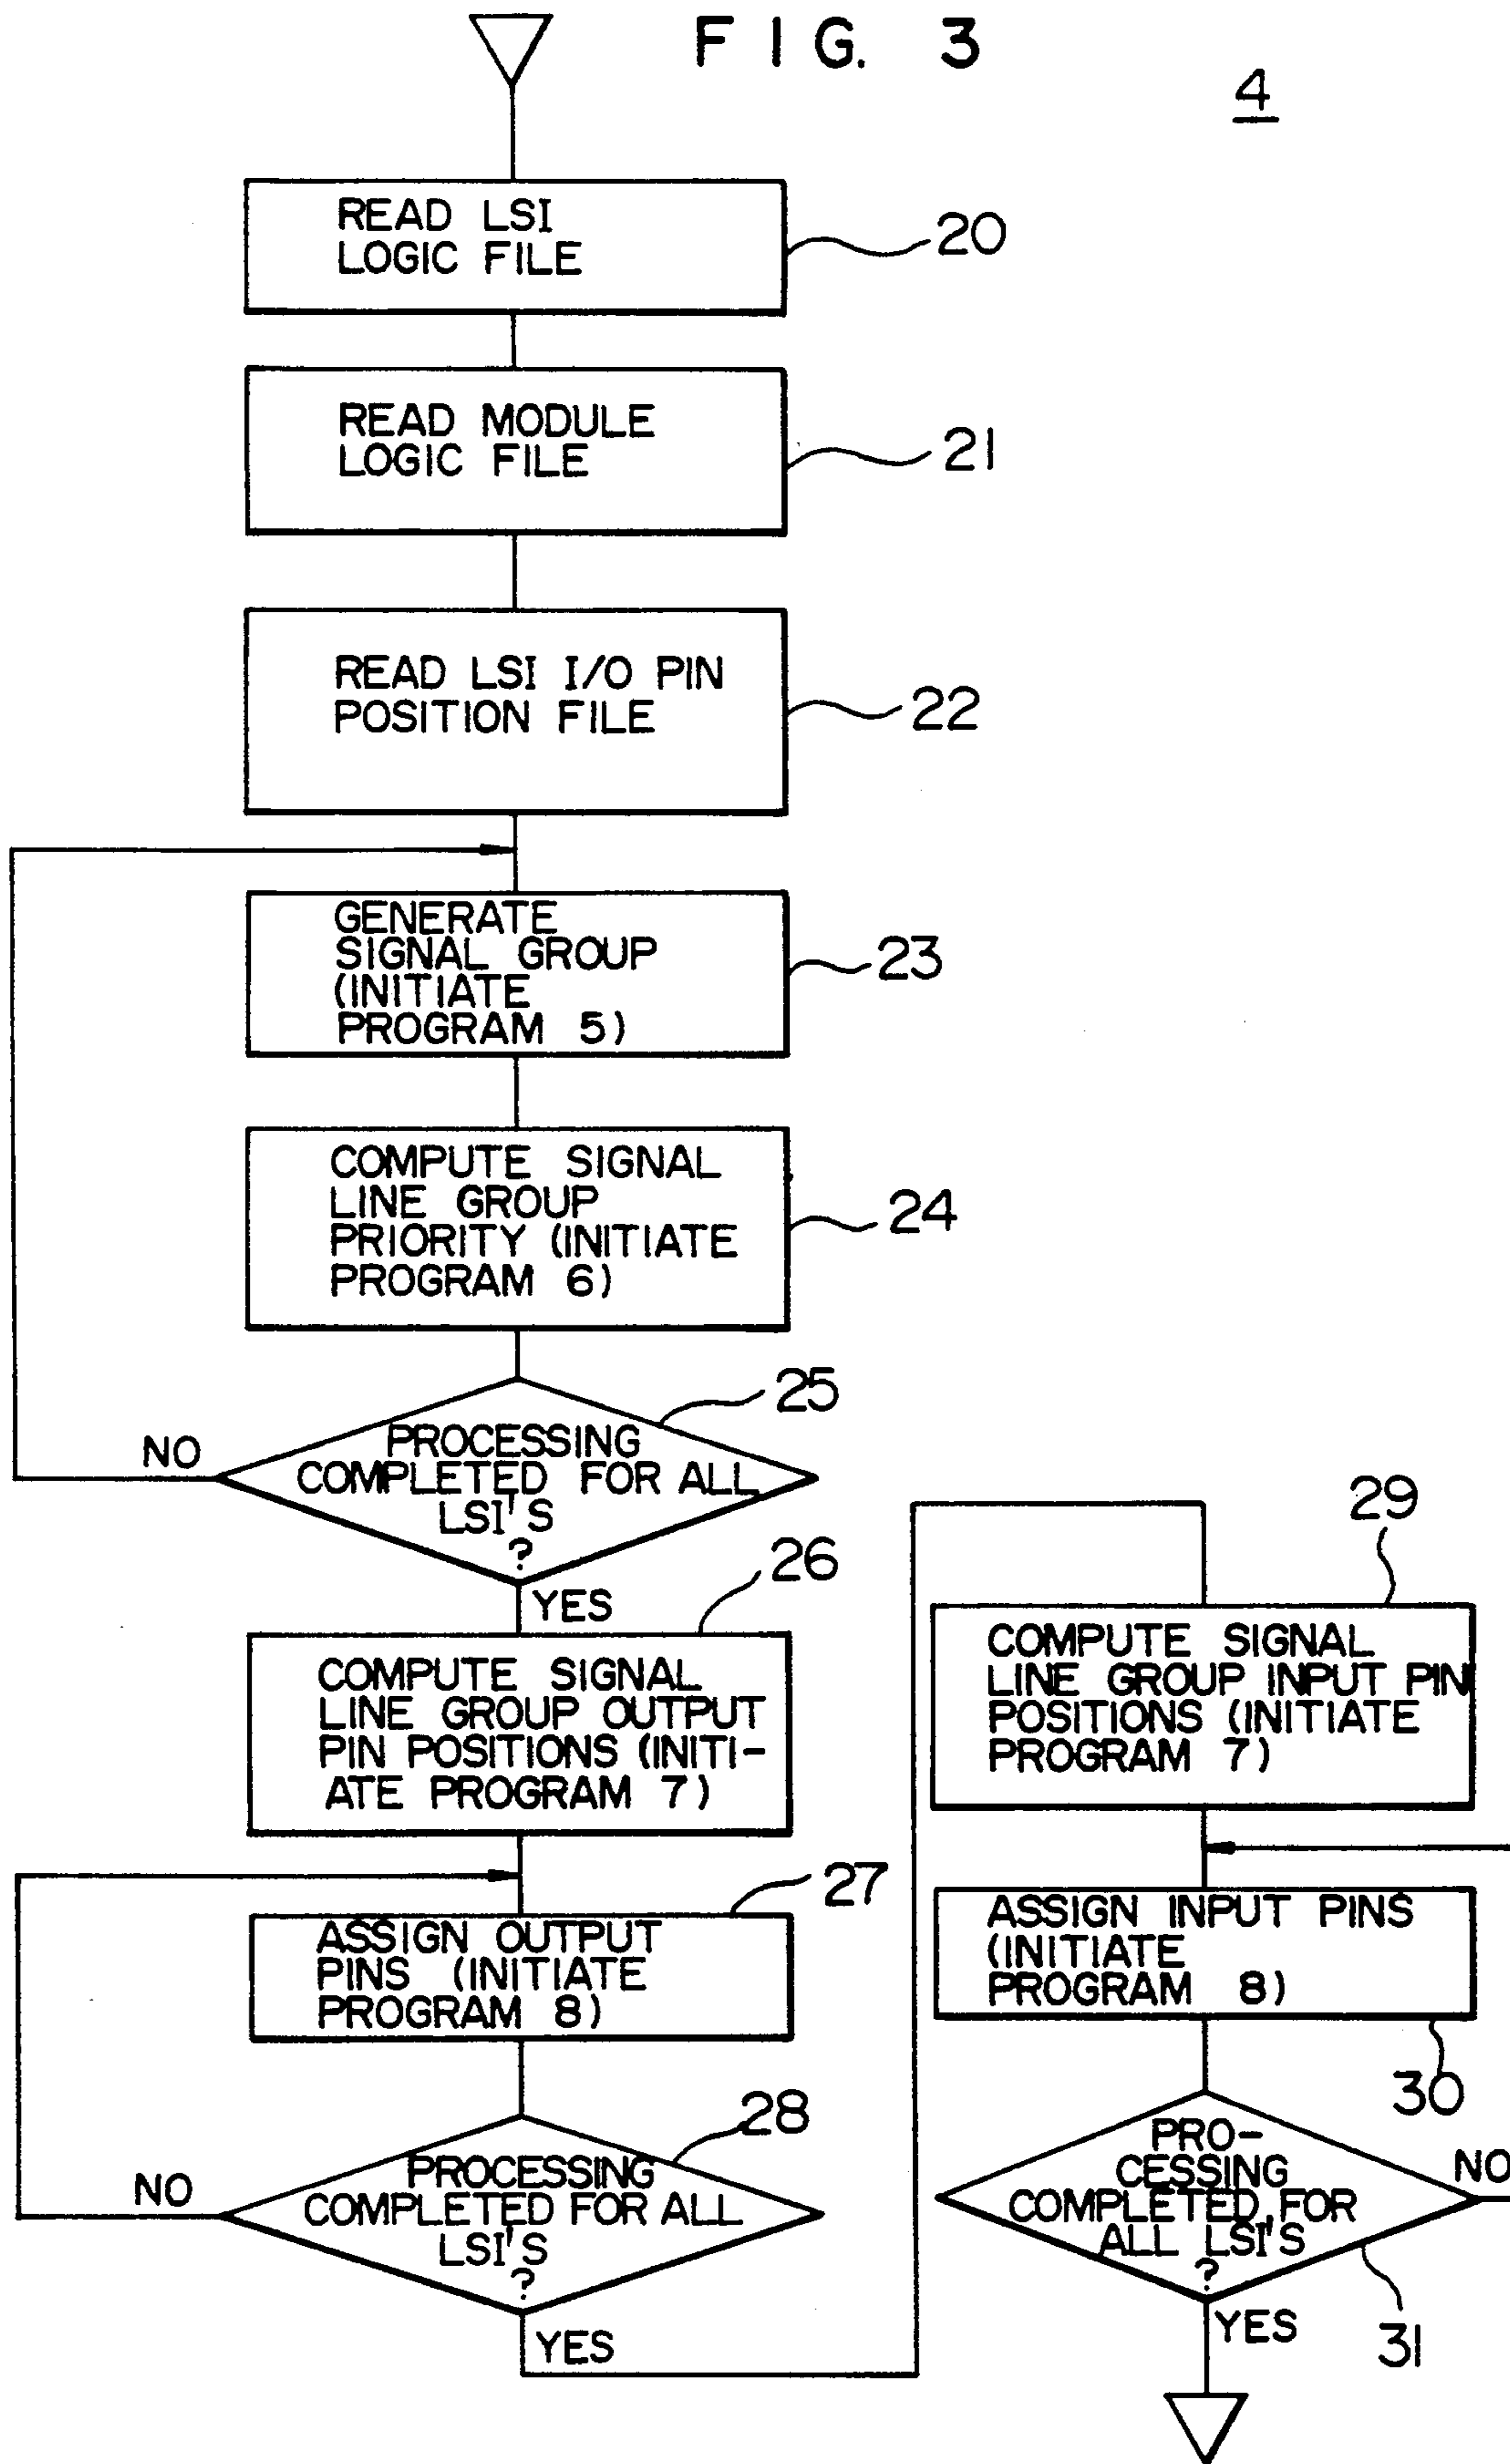 FIG. 3
4
READ LSI
LOGIC FILE
20
READ MODULE
LOGIC FILE
21
READ LSI I/O PIN
POSITION FILE
22
GENERATE
SIGNAL GROUP
(INITIATE
PROGRAM 5)
23
COMPUTE SIGNAL
LINE GROUP
PRIORITY (INITIATE
PROGRAM 6)
24
25
PROCESSING
COMPLETED FOR ALL
LSI'S
?
NO
YES
26
COMPUTE SIGNAL
LINE GROUP OUTPUT
PIN POSITIONS (INITI-
ATE PROGRAM 7)
27
ASSIGN OUTPUT
PINS (INITIATE
PROGRAM 8)
28
PROCESSING
COMPLETED FOR ALL
LSI'S
?
NO
YES
29
COMPUTE SIGNAL
LINE GROUP INPUT PIN
POSITIONS (INITIATE
PROGRAM 7)
ASSIGN INPUT PINS
(INITIATE
PROGRAM 8)
30
PRO-
CESSING
COMPLETED FOR
ALL LSI'S
?
NO
YES
31